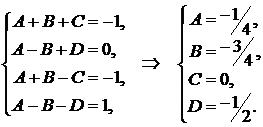 A+B+C=-1,
A-B+D=0,
A+B-C=-1,
A-B-D=1,
⇒
A=-1/4,
B=-3/4,
C=0,
D=-1/2.